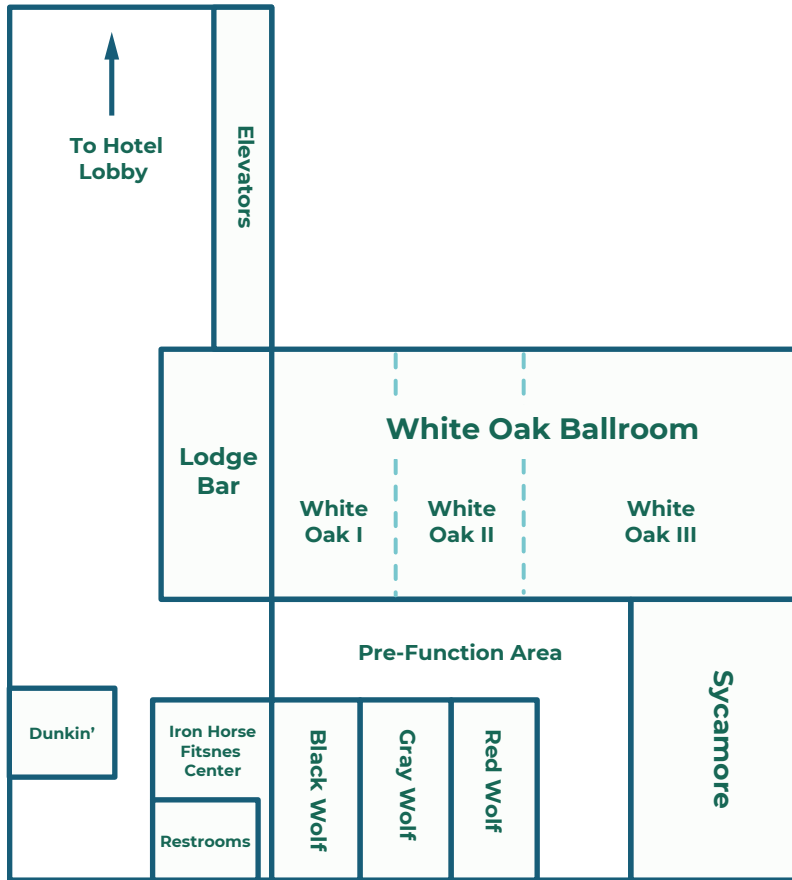 To Hotel
Lobby
Elevators
White Oak Ballroom
Lodge
Bar
White
Oak I
White
Oak II
White
Oak III
Pre-Function Area
Sycamore
Dunkin’
Iron Horse
Fitsnes
Center
Black Wolf
Gray Wolf
Red Wolf
Restrooms